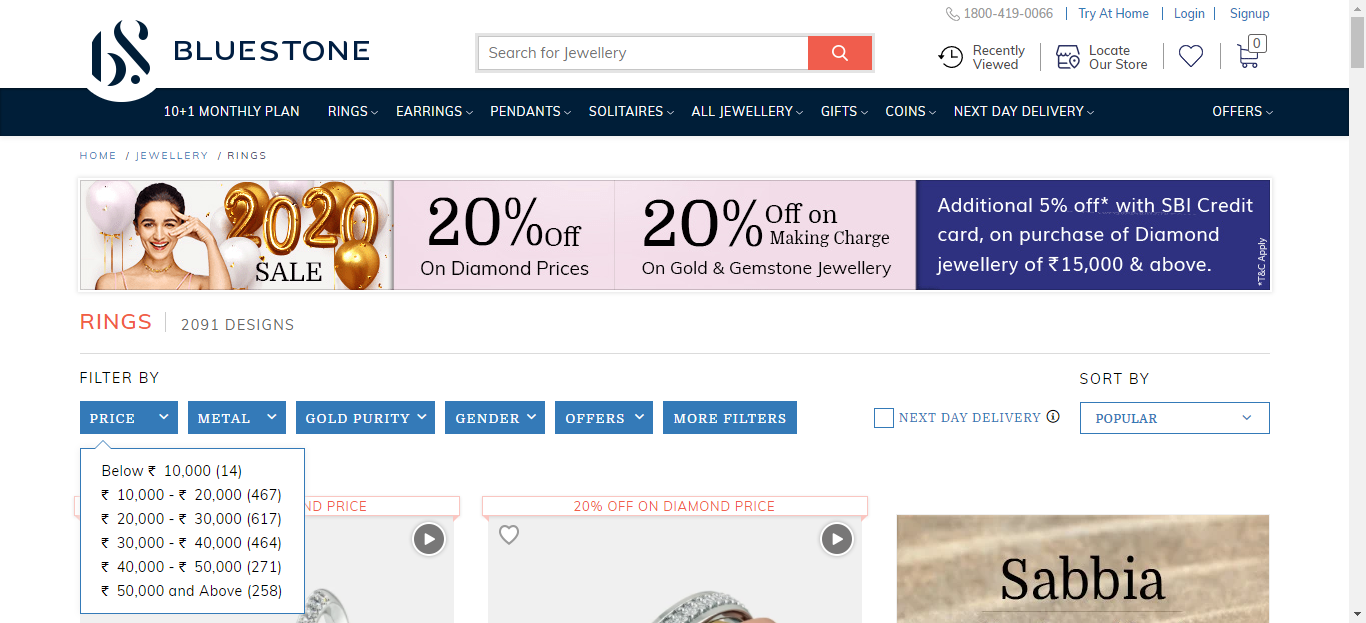 1800-419-0066
Try At Home
Login
Signup
BLUESTONE
Search for Jewellery
Recently
Viewed
Locate
Our Store
0
10+1 MONTHLY PLAN
RINGS
EARRINGS
PENDANTS
SOLITAIRES
ALL JEWELLERY
GIFTS
COINS
NEXT DAY DELIVERY
OFFERS
HOME / JEWELLERY / RINGS
2020
SALE
20% Off
On Diamond Prices
20% Off on
Making Charge
On Gold & Gemstone Jewellery
Additional 5% off* with SBI Credit
card, on purchase of Diamond
jewellery of ₹15,000 & above.
*T&C Apply
RINGS
2091 DESIGNS
FILTER BY
SORT BY
PRICE
METAL
GOLD PURITY
GENDER
OFFERS
MORE FILTERS
NEXT DAY DELIVERY
POPULAR
Below ₹ 10,000 (14)
₹ 10,000 - ₹ 20,000 (467)
₹ 20,000 - ₹ 30,000 (617)
₹ 30,000 - ₹ 40,000 (464)
₹ 40,000 - ₹ 50,000 (271)
₹ 50,000 and Above (258)
ND PRICE
20% OFF ON DIAMOND PRICE
Sabbia